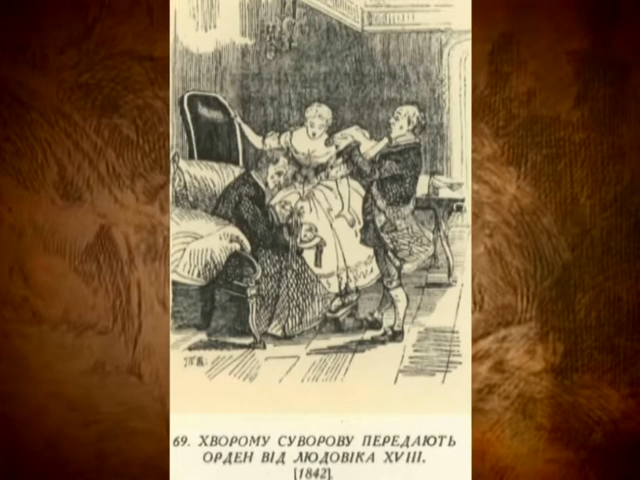 69. ХВОРОМУ СУВОРОВУ ПЕРЕДАЮТЬ
ОРДЕН ВІД ЛЮДОВІКА XVIII.
[1842].